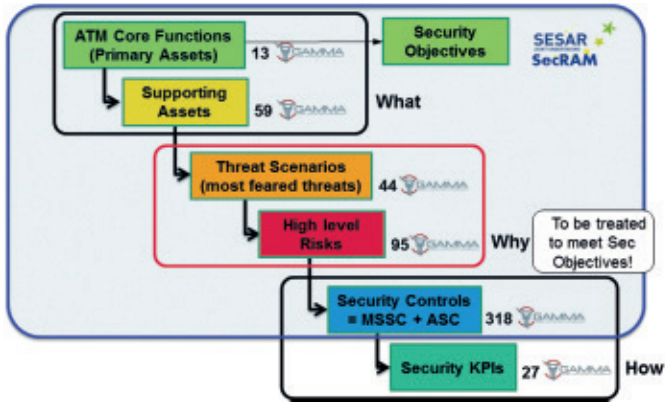 ATM Core Functions
(Primary Assets)
13 GAMMA
Security
Objectives
SESAR
SecRAM
Supporting
Assets
59 GAMMA
What
Threat Scenarios
(most feared threats)
44 GAMMA
High level
Risks
95 GAMMA
Why
To be treated
to meet Sec
Objectives!
Security Controls
= MSSC + ASC
318 GAMMA
Security KPIs
27 GAMMA
How